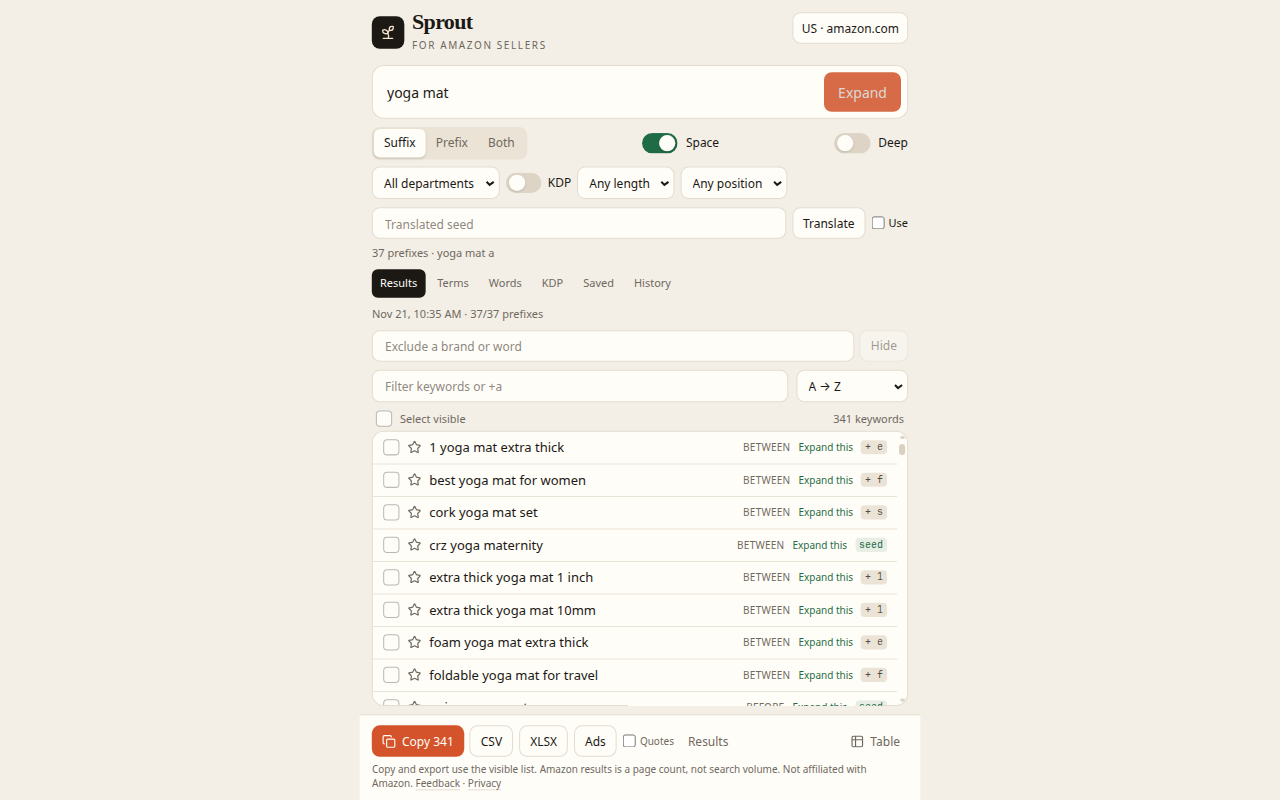 Sprout
FOR AMAZON SELLERS
US · amazon.com
yoga mat
Expand
Suffix Prefix Both Space Deep
All departments KDP Any length Any position
Translated seed Translate Use
37 prefixes · yoga mat a
Results Terms Words KDP Saved History
Nov 21, 10:35 AM · 37/37 prefixes
Exclude a brand or word Hide
Filter keywords or +a A → Z
Select visible 341 keywords
1 yoga mat extra thick BETWEEN Expand this + e
best yoga mat for women BETWEEN Expand this + f
cork yoga mat set BETWEEN Expand this + s
crz yoga maternity BETWEEN Expand this seed
extra thick yoga mat 1 inch BETWEEN Expand this + 1
extra thick yoga mat 10mm BETWEEN Expand this + 1
foam yoga mat extra thick BETWEEN Expand this + e
foldable yoga mat for travel BETWEEN Expand this + f
BEFORE Expand this seed
Copy 341 CSV XLSX Ads Quotes Results Table
Copy and export use the visible list. Amazon results is a page count, not search volume. Not affiliated with
Amazon. Feedback · Privacy